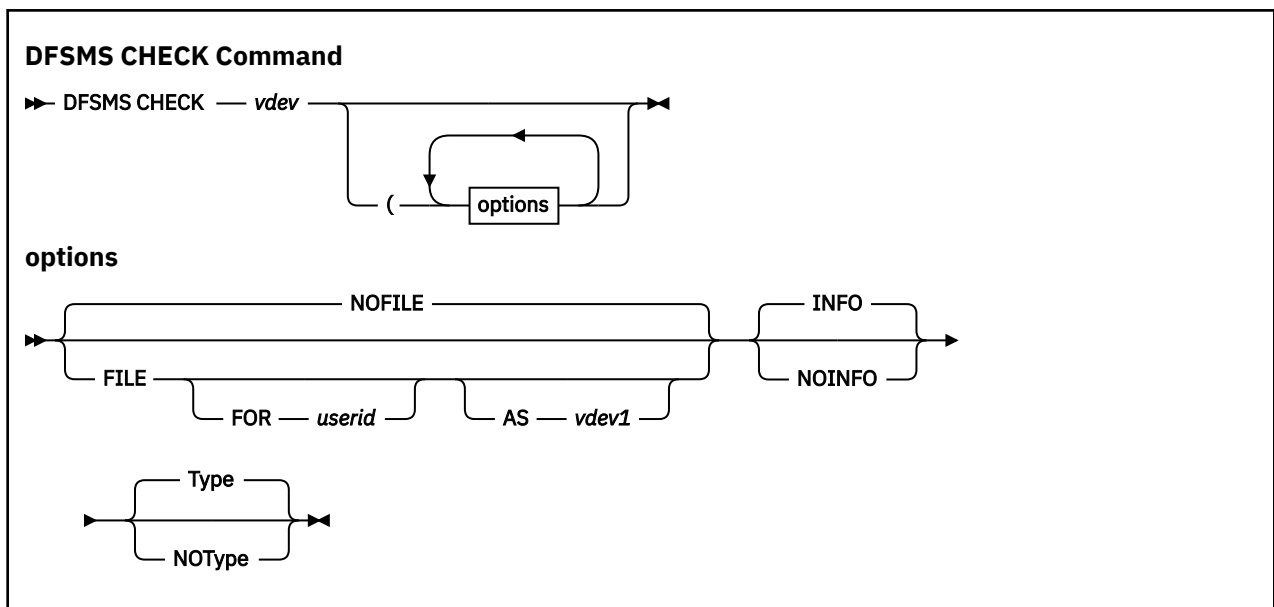 DFSMS CHECK Command
DFSMS CHECK vdev
(
options
options
NOFILE
INFO
FILE
NOINFO
FOR userid
AS vdev1
Type
NOType